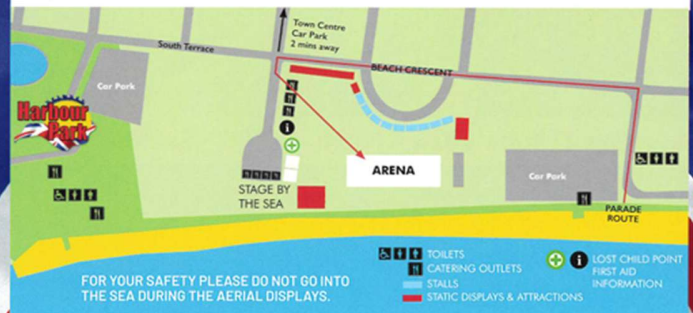 Town Centre
Car Park
2 mins away
South Terrace
BEACH CRESCENT
Car Park
Harbour
Park
i
ARENA
Car Park
STAGE BY
THE SEA
PARADE
ROUTE
TOILETS
CATERING OUTLETS
STALLS
STATIC DISPLAYS & ATTRACTIONS
i
LOST CHILD POINT
FIRST AID
INFORMATION
FOR YOUR SAFETY PLEASE DO NOT GO INTO
THE SEA DURING THE AERIAL DISPLAYS.